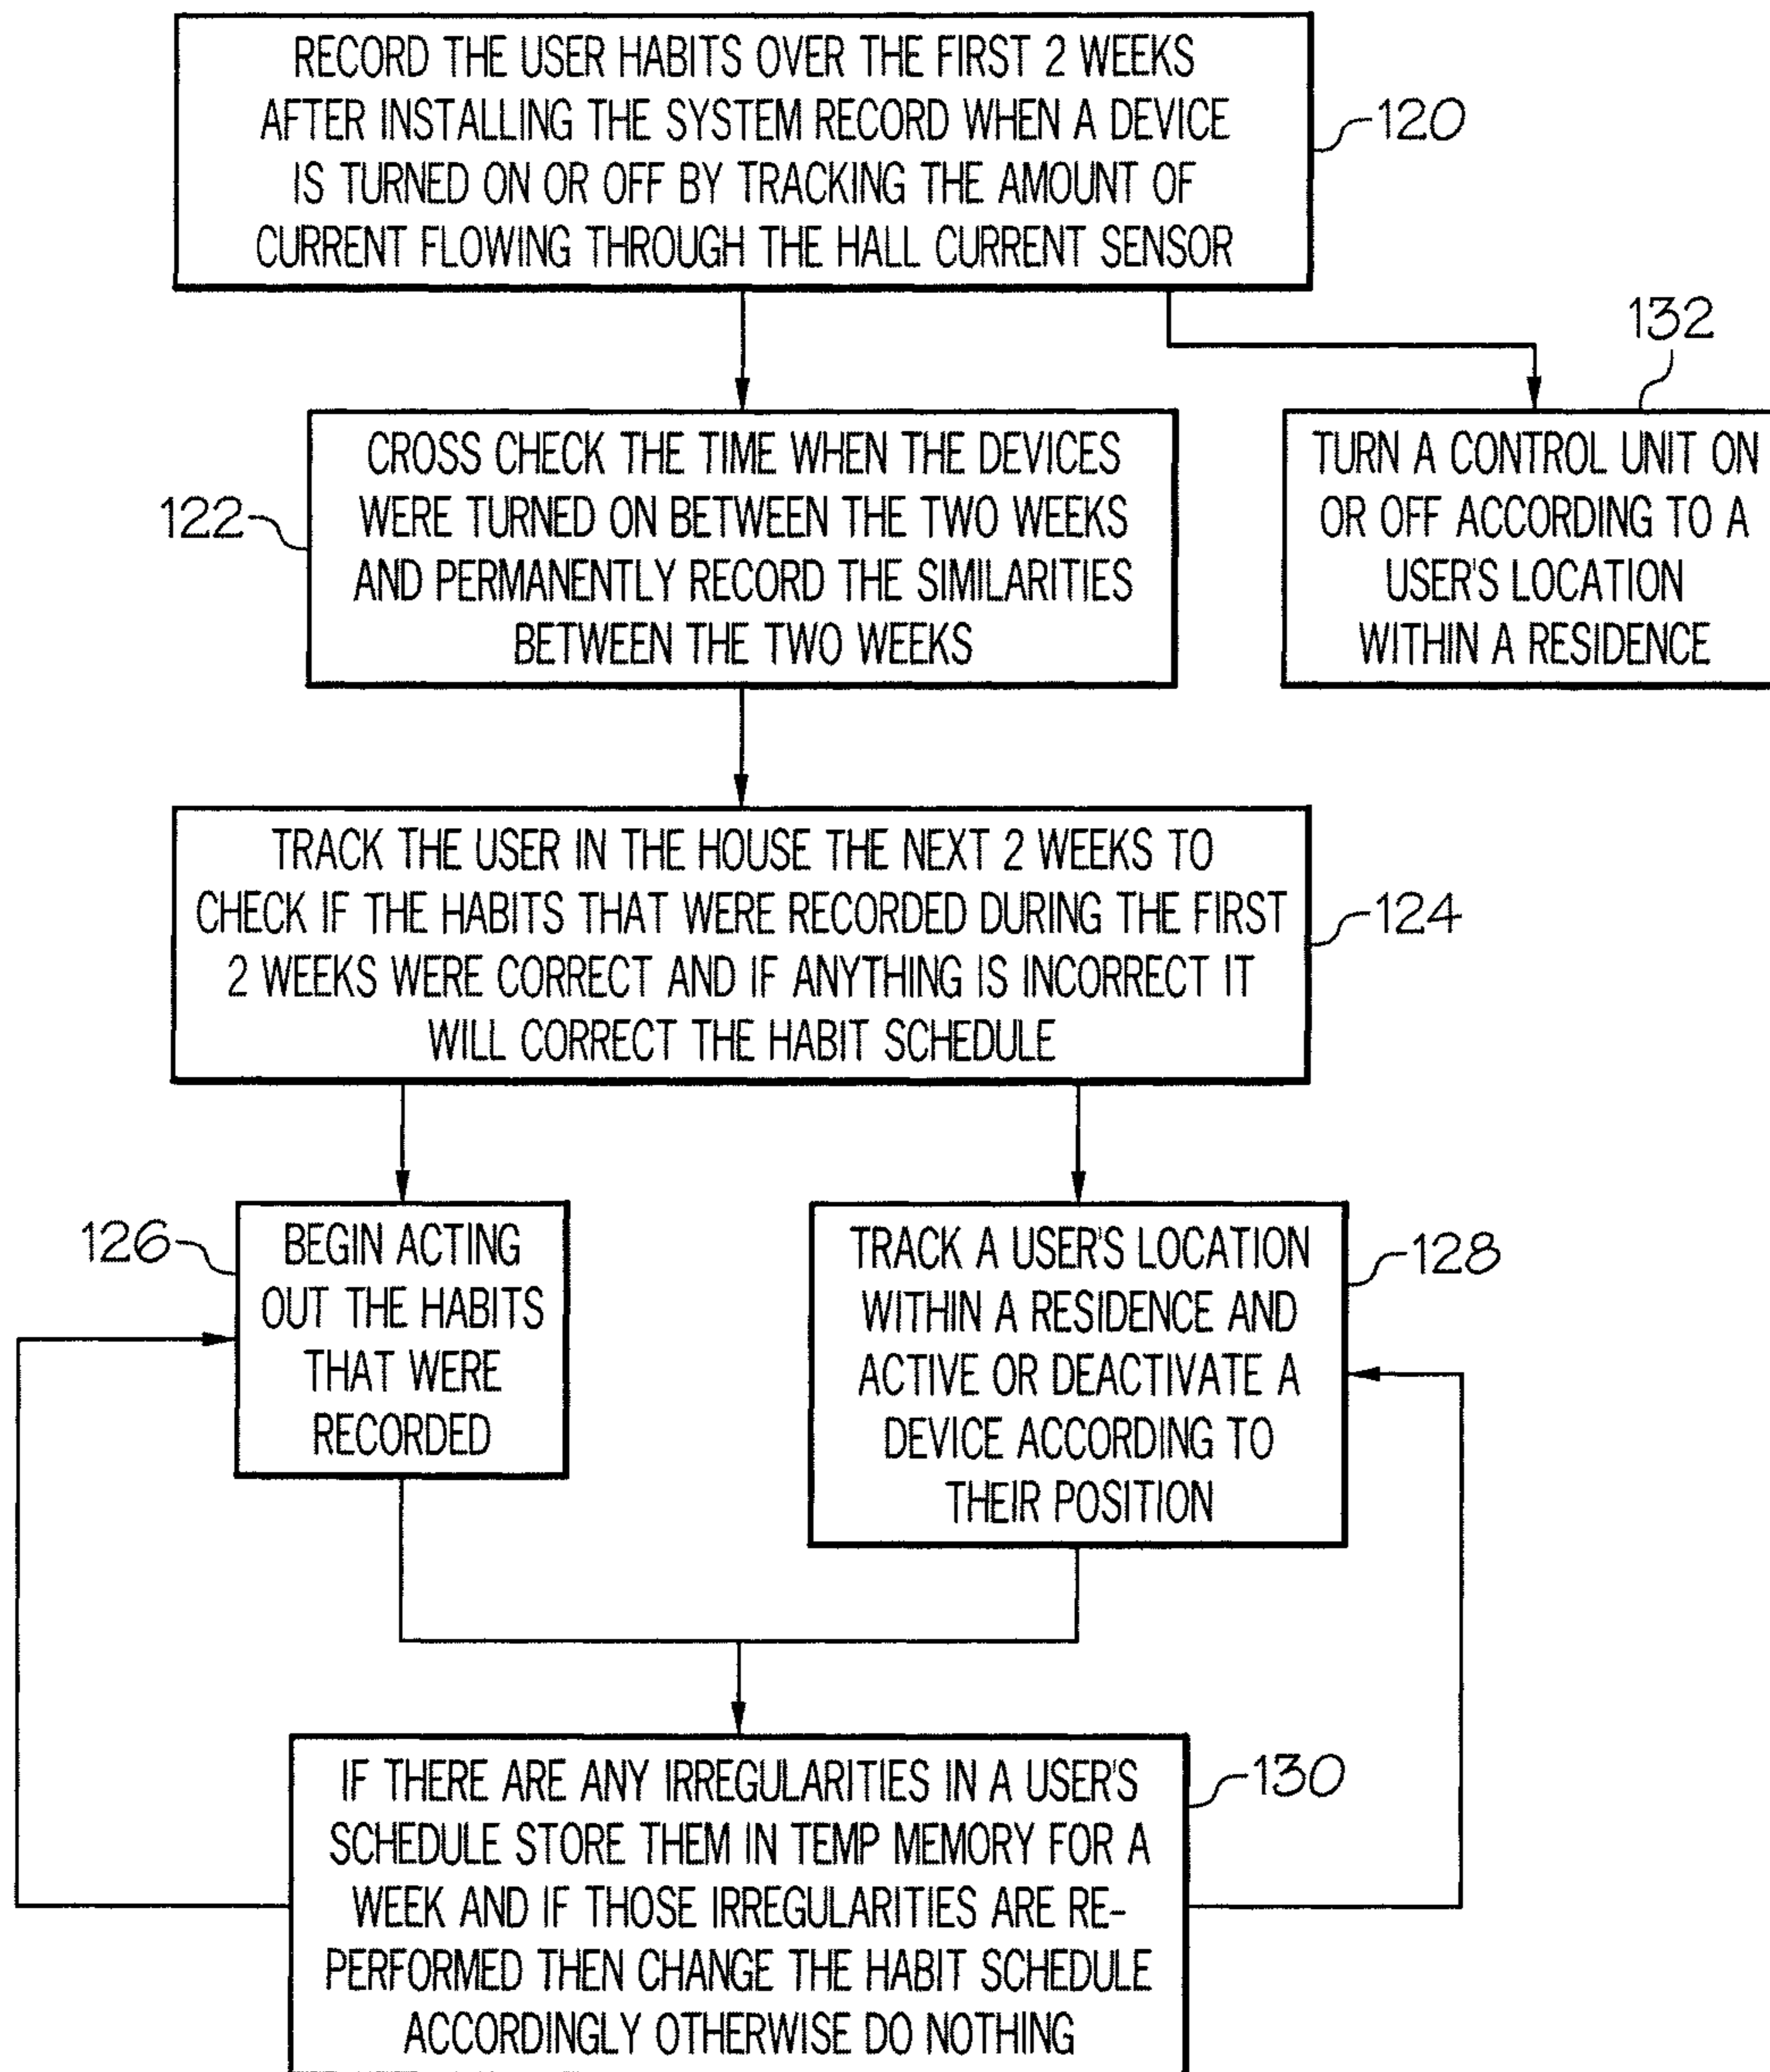 RECORD THE USER HABITS OVER THE FIRST 2 WEEKS
AFTER INSTALLING THE SYSTEM RECORD WHEN A DEVICE
IS TURNED ON OR OFF BY TRACKING THE AMOUNT OF
CURRENT FLOWING THROUGH THE HALL CURRENT SENSOR
120
132
CROSS CHECK THE TIME WHEN THE DEVICES
WERE TURNED ON BETWEEN THE TWO WEEKS
AND PERMANENTLY RECORD THE SIMILARITIES
BETWEEN THE TWO WEEKS
122
TURN A CONTROL UNIT ON
OR OFF ACCORDING TO A
USER'S LOCATION
WITHIN A RESIDENCE
TRACK THE USER IN THE HOUSE THE NEXT 2 WEEKS TO
CHECK IF THE HABITS THAT WERE RECORDED DURING THE FIRST
2 WEEKS WERE CORRECT AND IF ANYTHING IS INCORRECT IT
WILL CORRECT THE HABIT SCHEDULE
124
126
BEGIN ACTING
OUT THE HABITS
THAT WERE
RECORDED
TRACK A USER'S LOCATION
WITHIN A RESIDENCE AND
ACTIVE OR DEACTIVATE A
DEVICE ACCORDING TO
THEIR POSITION
128
IF THERE ARE ANY IRREGULARITIES IN A USER'S
SCHEDULE STORE THEM IN TEMP MEMORY FOR A
WEEK AND IF THOSE IRREGULARITIES ARE RE-
PERFORMED THEN CHANGE THE HABIT SCHEDULE
ACCORDINGLY OTHERWISE DO NOTHING
130